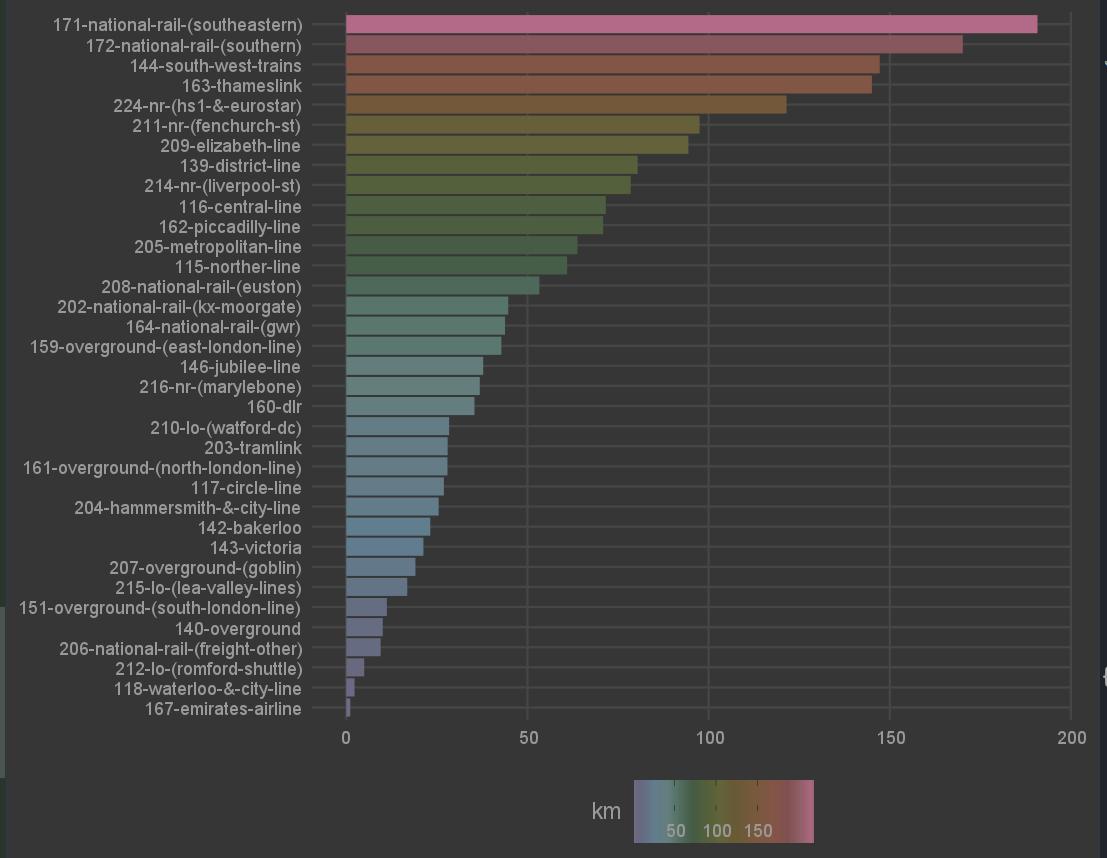 171-national-rail-(southeastern)
172-national-rail-(southern)
144-south-west-trains
163-thameslink
224-nr-(hs1-&-eurostar)
211-nr-(fenchurch-st)
209-elizabeth-line
139-district-line
214-nr-(liverpool-st)
116-central-line
162-piccadilly-line
205-metropolitan-line
115-norther-line
208-national-rail-(euston)
202-national-rail-(kx-moorgate)
164-national-rail-(gwr)
159-overground-(east-london-line)
146-jubilee-line
216-nr-(marylebone)
160-dlr
210-lo-(watford-dc)
203-tramlink
161-overground-(north-london-line)
117-circle-line
204-hammersmith-&-city-line
142-bakerloo
143-victoria
207-overground-(goblin)
215-lo-(lea-valley-lines)
151-overground-(south-london-line)
140-overground
206-national-rail-(freight-other)
212-lo-(romford-shuttle)
118-waterloo-&-city-line
167-emirates-airline
0 50 100 150 200
km
50 100 150